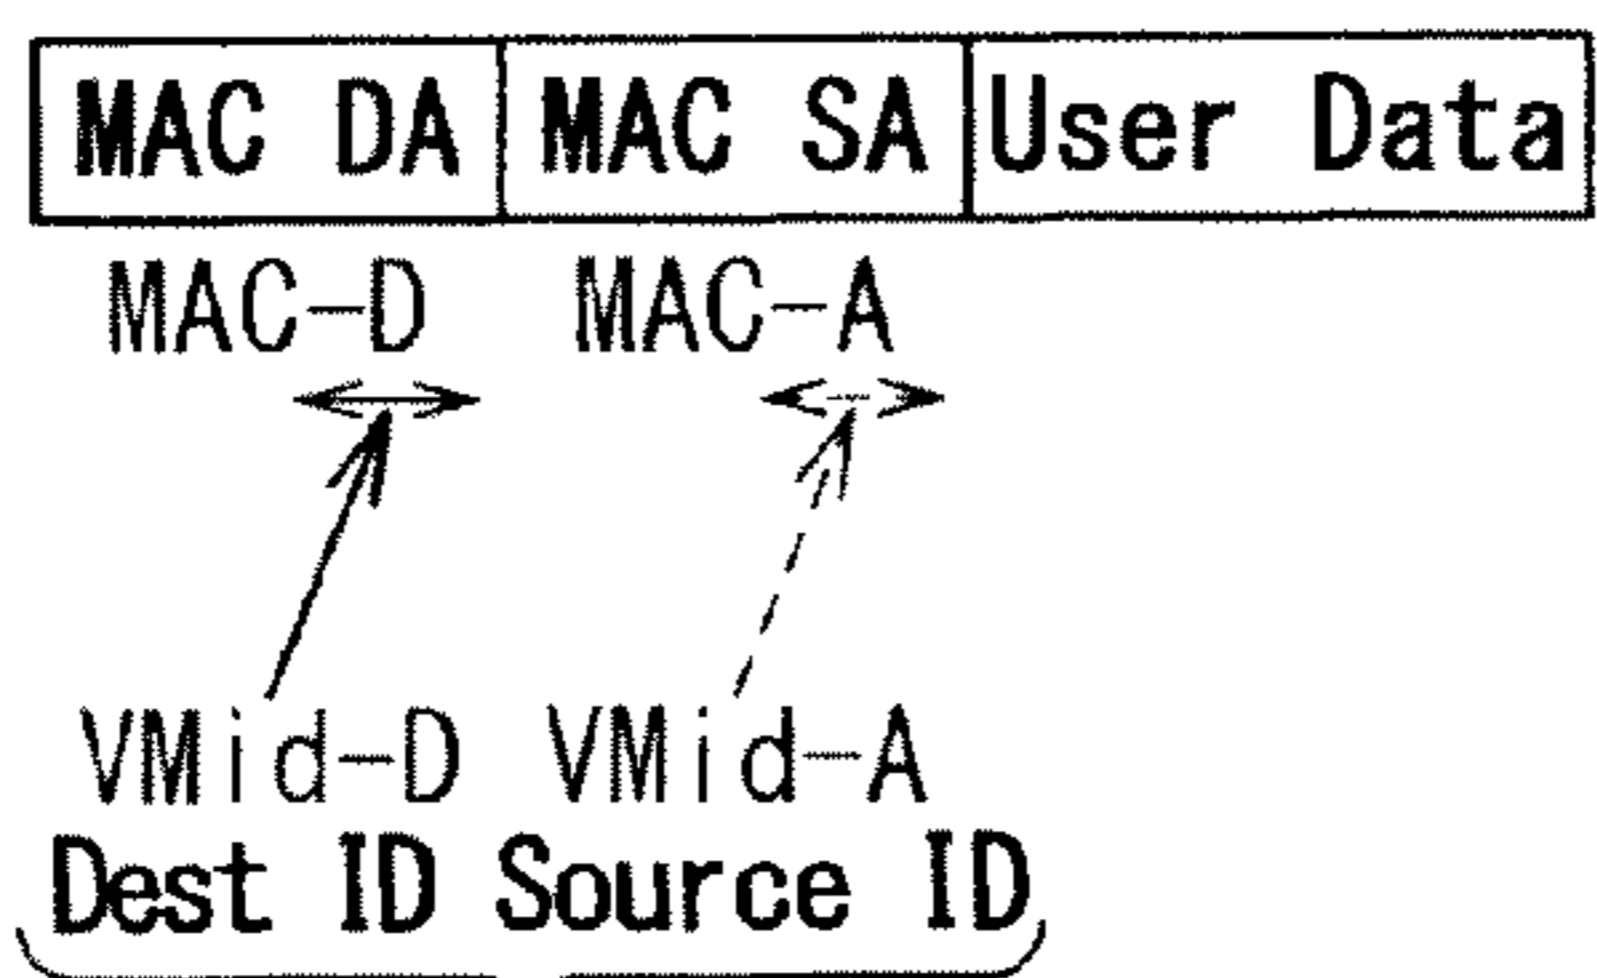 MAC DA MAC SA User Data
MAC-D MAC-A
VMid-D VMid-A
Dest ID Source ID